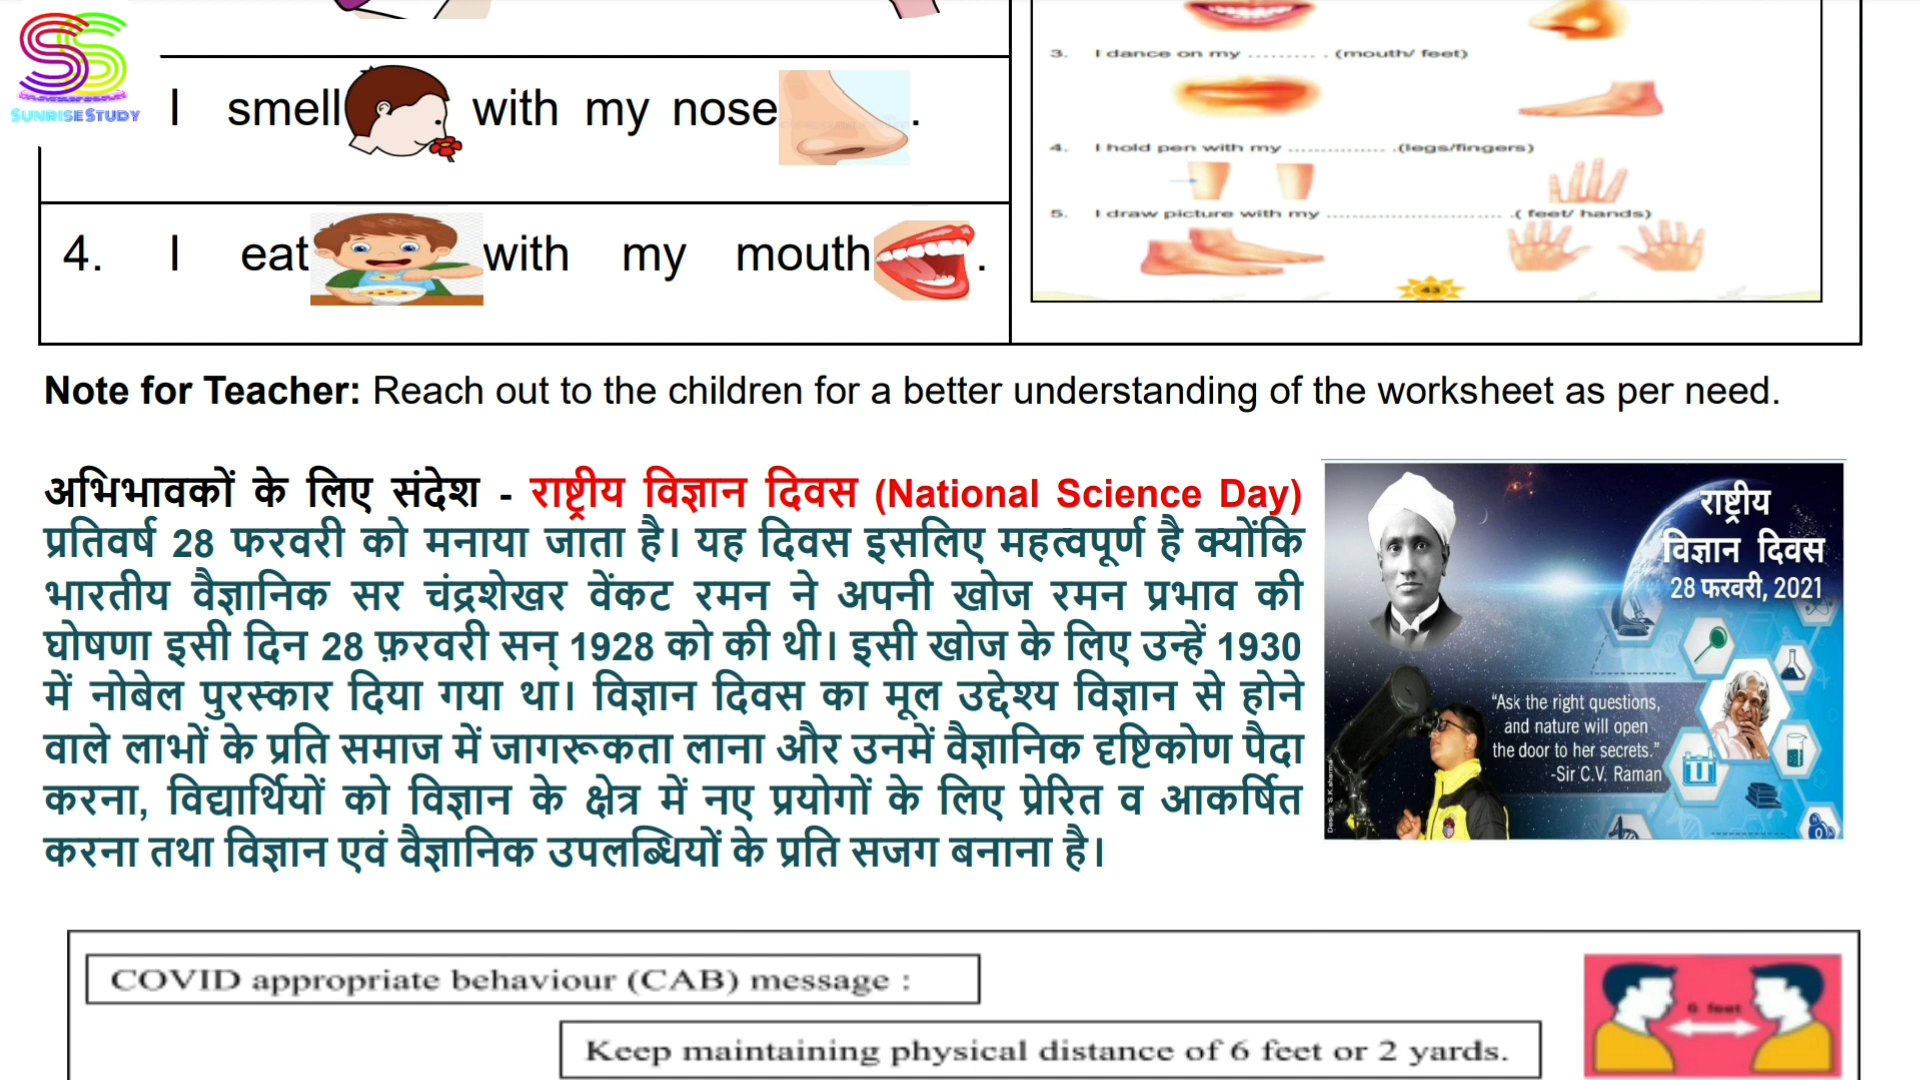 SUNRISESTUDY
I smell with my nose .
4. I eat with my mouth .
3. I dance on my ......... . (mouth/ feet)
4. I hold pen with my .............. .(legs/fingers)
5. I draw picture with my ......................... .( feet/ hands)
43
Note for Teacher: Reach out to the children for a better understanding of the worksheet as per need.
अभिभावकों के लिए संदेश - राष्ट्रीय विज्ञान दिवस (National Science Day)
प्रतिवर्ष 28 फरवरी को मनाया जाता है। यह दिवस इसलिए महत्वपूर्ण है क्योंकि
भारतीय वैज्ञानिक सर चंद्रशेखर वेंकट रमन ने अपनी खोज रमन प्रभाव की
घोषणा इसी दिन 28 फ़रवरी सन् 1928 को की थी। इसी खोज के लिए उन्हें 1930
में नोबेल पुरस्कार दिया गया था। विज्ञान दिवस का मूल उद्देश्य विज्ञान से होने
वाले लाभों के प्रति समाज में जागरूकता लाना और उनमें वैज्ञानिक दृष्टिकोण पैदा
करना, विद्यार्थियों को विज्ञान के क्षेत्र में नए प्रयोगों के लिए प्रेरित व आकर्षित
करना तथा विज्ञान एवं वैज्ञानिक उपलब्धियों के प्रति सजग बनाना है।
राष्ट्रीय
विज्ञान दिवस
28 फरवरी, 2021
“Ask the right questions,
and nature will open
the door to her secrets.”
-Sir C.V. Raman
COVID appropriate behaviour (CAB) message :
Keep maintaining physical distance of 6 feet or 2 yards.
6 feet